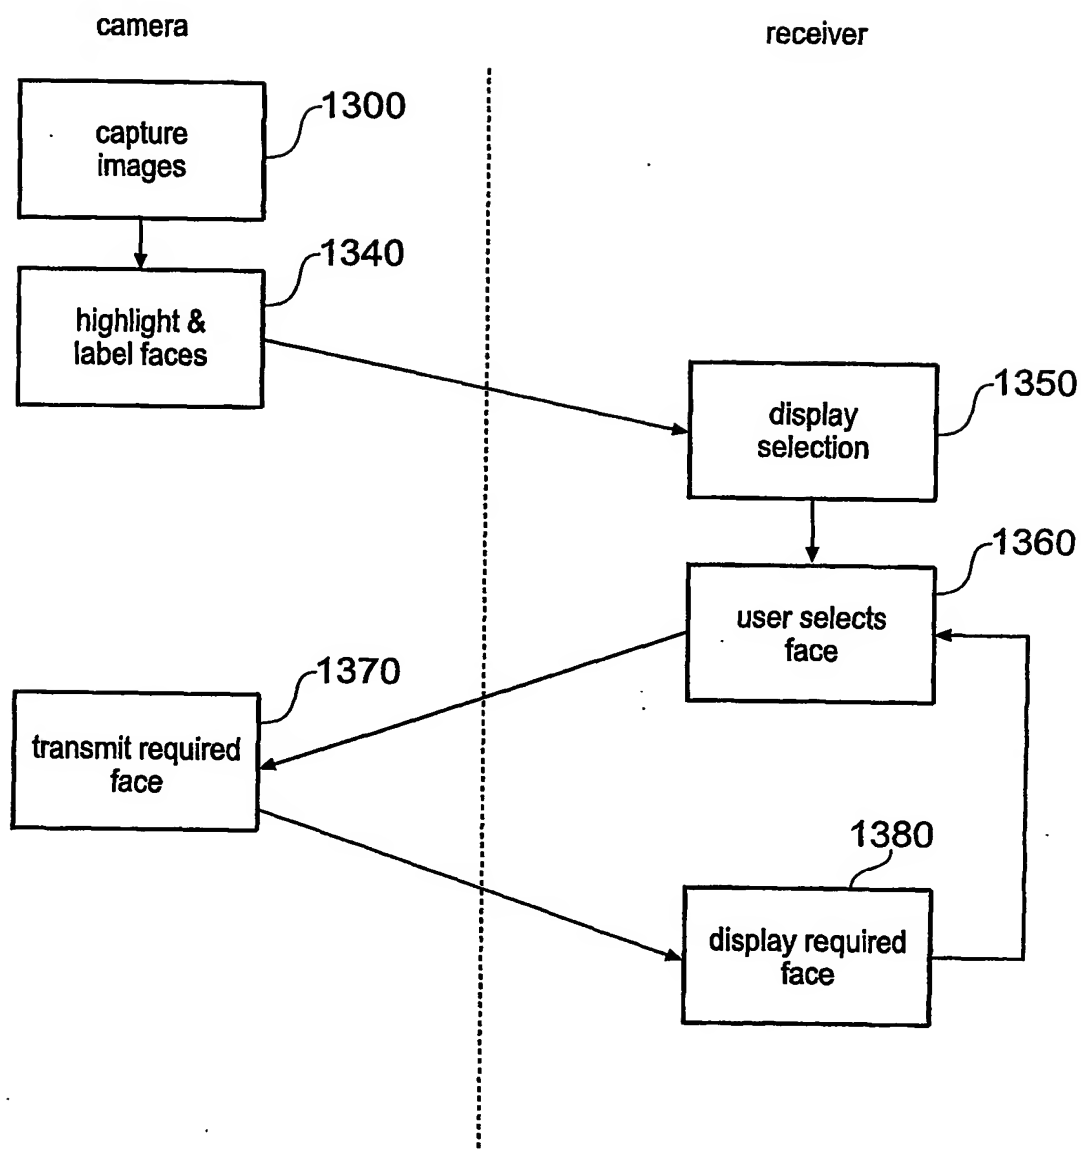 camera
receiver
1300
capture
images
1340
highlight &
label faces
1350
display
selection
1360
user selects
face
1370
transmit required
face
1380
display required
face